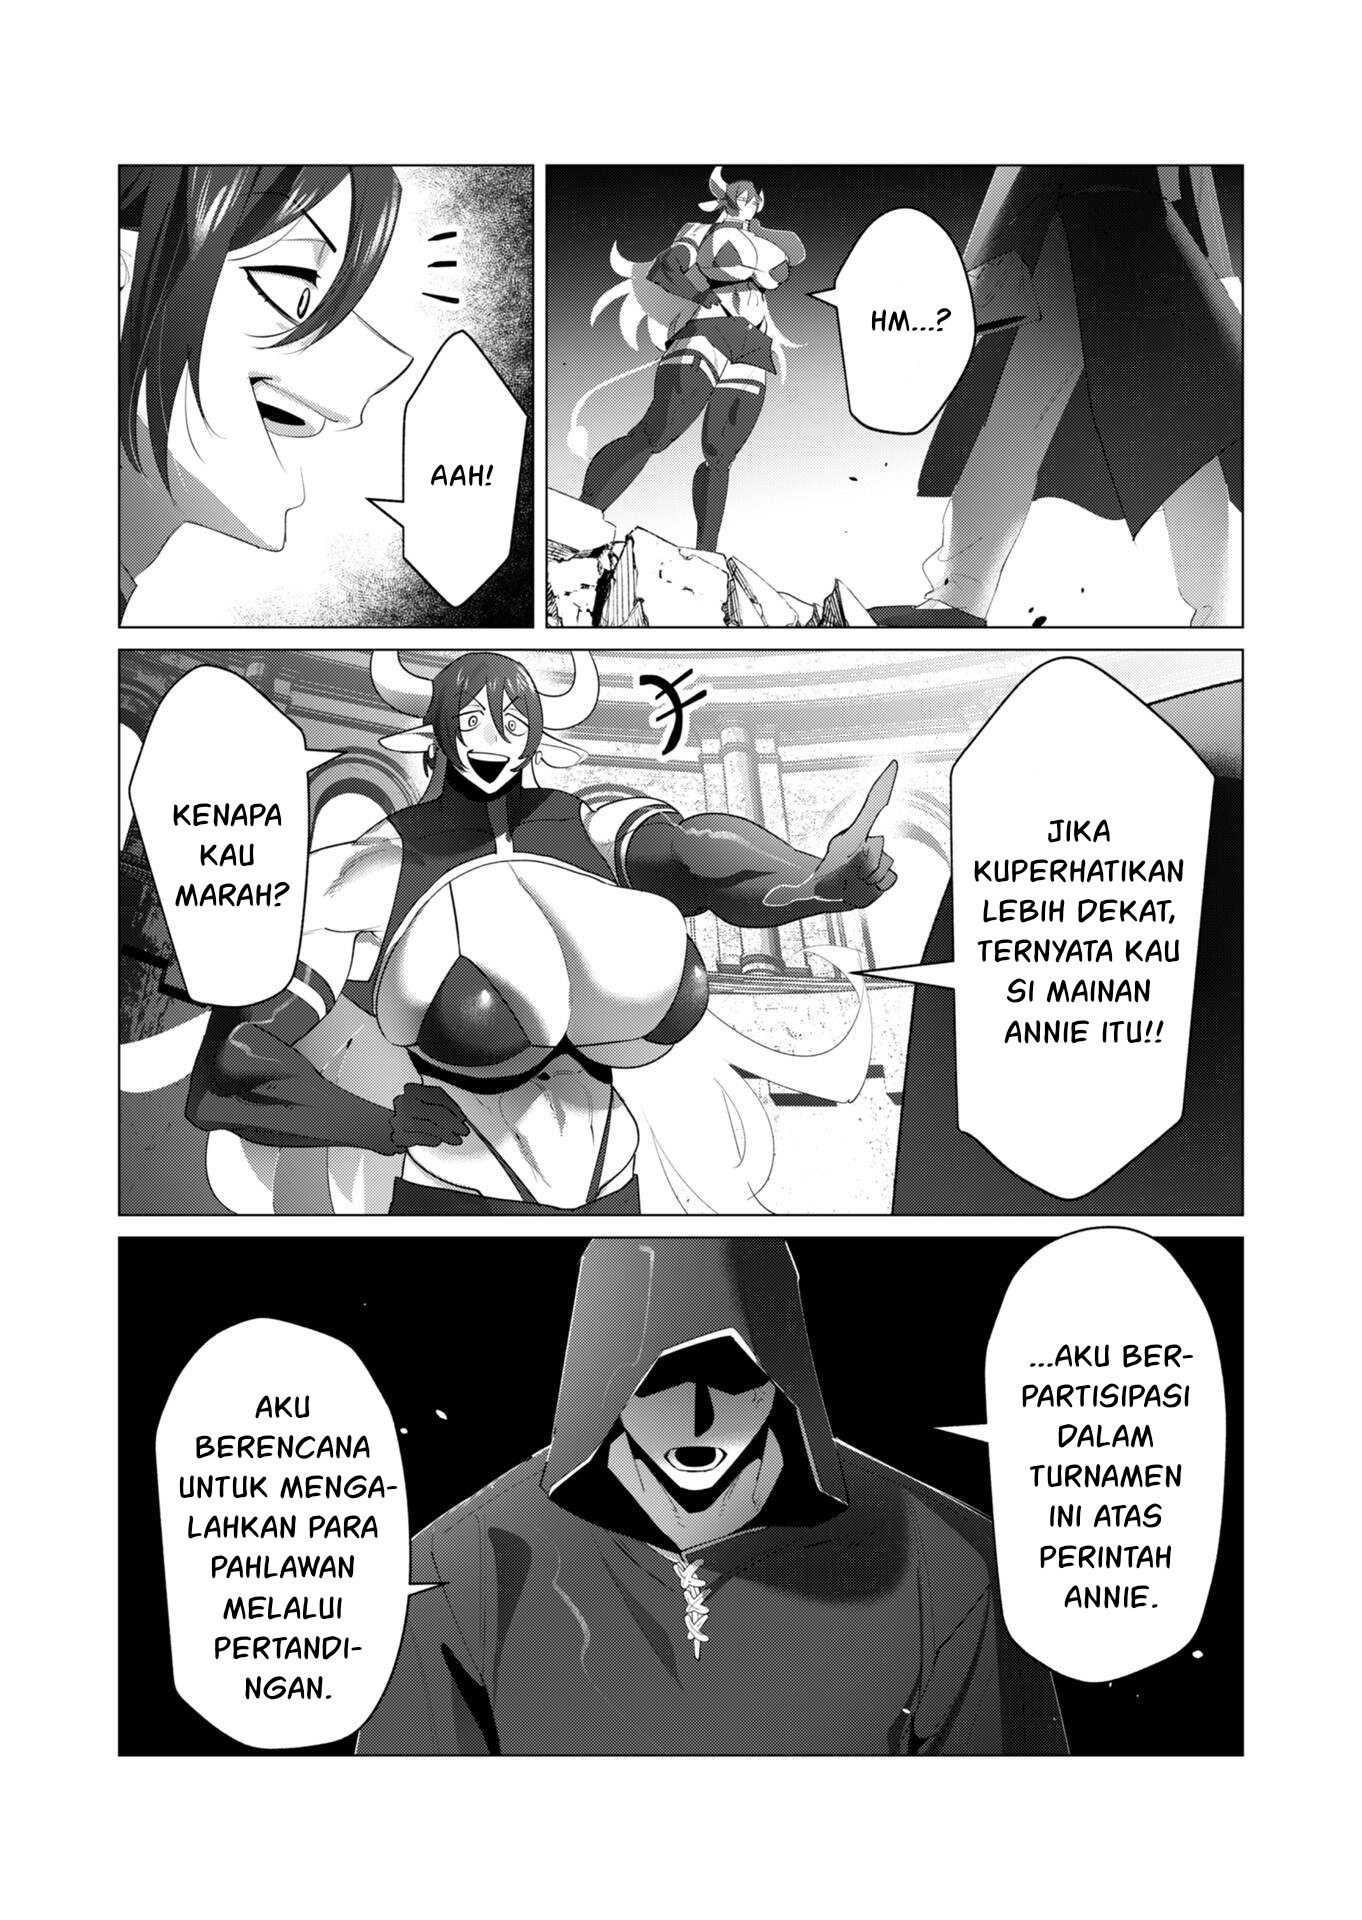 HM...?
AAH!
JIKA
KUPERHATIKAN
LEBIH DEKAT,
TERNYATA KAU
SI MAINAN
ANNIE ITU!!
KENAPA
KAU
MARAH?
...AKU BER-
PARTISIPASI
DALAM
TURNAMEN
INI ATAS
PERINTAH
ANNIE.
AKU
BERENCANA
UNTUK MENGA-
LAHKAN PARA
PAHLAWAN
MELALUI
PERTANDI-
NGAN.